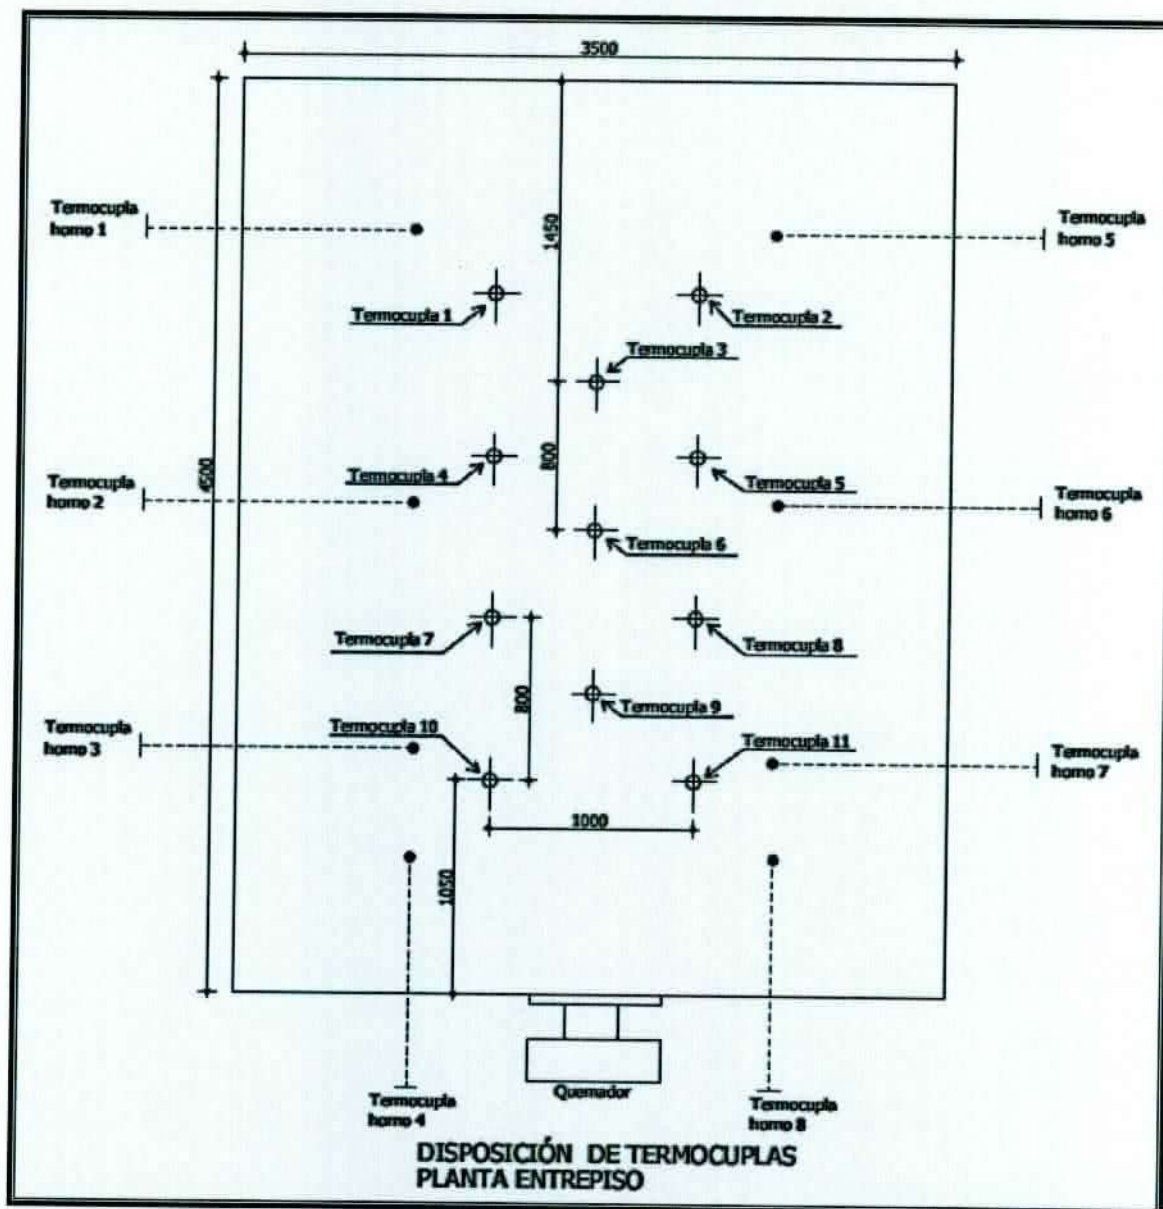 3500
Termocupla
horno 1
1450
Termocupla
horno 5
Termocupla 1
Termocupla 2
Termocupla 3
4500
800
Termocupla 4
Termocupla 5
Termocupla
horno 2
Termocupla
horno 6
Termocupla 6
Termocupla 7
Termocupla 8
800
Termocupla 9
Termocupla
horno 3
Termocupla 10
Termocupla 11
Termocupla
horno 7
1000
1050
Quemador
Termocupla
horno 4
Termocupla
horno 8
DISPOSICIÓN DE TERMOCUPLAS
PLANTA ENTREPISO